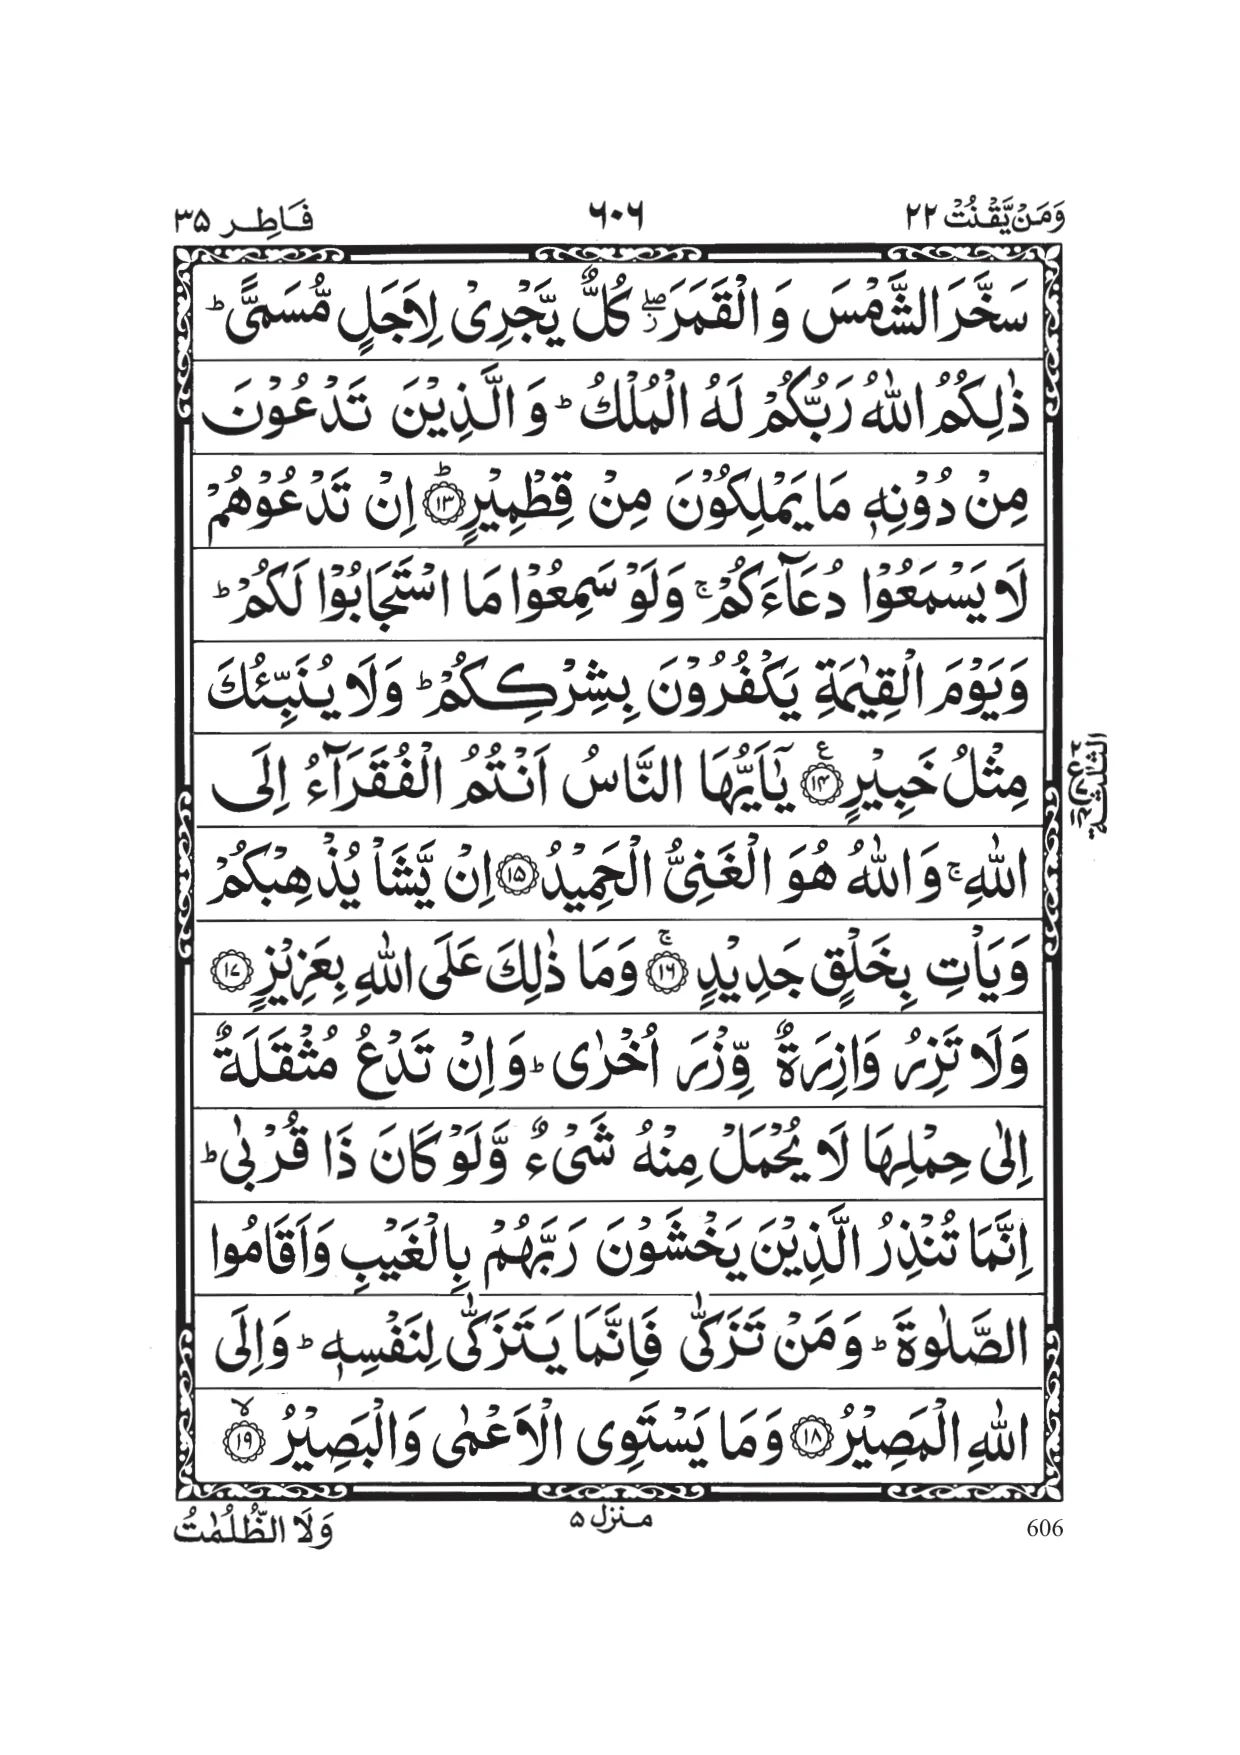 وَمَنْ يَّقْنُتْ ۲۲ ٦٠٦ فَاطِر ۳۵
سَخَّرَ الشَّمْسَ وَ الْقَمَرَ ۖ كُلٌّ يَّجْرِىْ لِاَجَلٍ مُّسَمًّى ؕ
ذٰلِكُمُ اللّٰهُ رَبُّكُمْ لَهُ الْمُلْكُ ؕ وَ الَّذِيْنَ تَدْعُوْنَ
مِنْ دُوْنِهٖ مَا يَمْلِكُوْنَ مِنْ قِطْمِيْرٍ ؕ ﴿۱۳﴾ اِنْ تَدْعُوْهُمْ
لَا يَسْمَعُوْا دُعَآءَكُمْ ۚ وَلَوْ سَمِعُوْا مَا اسْتَجَابُوْا لَكُمْ ؕ
وَيَوْمَ الْقِيٰمَةِ يَكْفُرُوْنَ بِشِرْكِكُمْ ؕ وَلَا يُنَبِّئُكَ
مِثْلُ خَبِيْرٍ ﴿۱۴﴾ ع يٰۤاَيُّهَا النَّاسُ اَنْتُمُ الْفُقَرَآءُ اِلَى
اللّٰهِ ۚ وَ اللّٰهُ هُوَ الْغَنِىُّ الْحَمِيْدُ ﴿۱۵﴾ اِنْ يَّشَاْ يُذْهِبْكُمْ
وَيَاْتِ بِخَلْقٍ جَدِيْدٍ ۚ ﴿۱۶﴾ وَمَا ذٰلِكَ عَلَى اللّٰهِ بِعَزِيْزٍ ﴿۱۷﴾
وَلَا تَزِرُ وَازِرَةٌ وِّزْرَ اُخْرٰى ؕ وَاِنْ تَدْعُ مُثْقَلَةٌ
اِلٰى حِمْلِهَا لَا يُحْمَلْ مِنْهُ شَىْءٌ وَّلَوْ كَانَ ذَا قُرْبٰى ؕ
اِنَّمَا تُنْذِرُ الَّذِيْنَ يَخْشَوْنَ رَبَّهُمْ بِالْغَيْبِ وَاَقَامُوا
الصَّلٰوةَ ؕ وَمَنْ تَزَكّٰى فَاِنَّمَا يَتَزَكّٰى لِنَفْسِهٖ ؕ وَاِلَى
اللّٰهِ الْمَصِيْرُ ﴿۱۸﴾ وَمَا يَسْتَوِى الْاَعْمٰى وَالْبَصِيْرُ ۙ ﴿۱۹﴾
منزل ۵
وَلَا الظُّلُمٰتُ
606